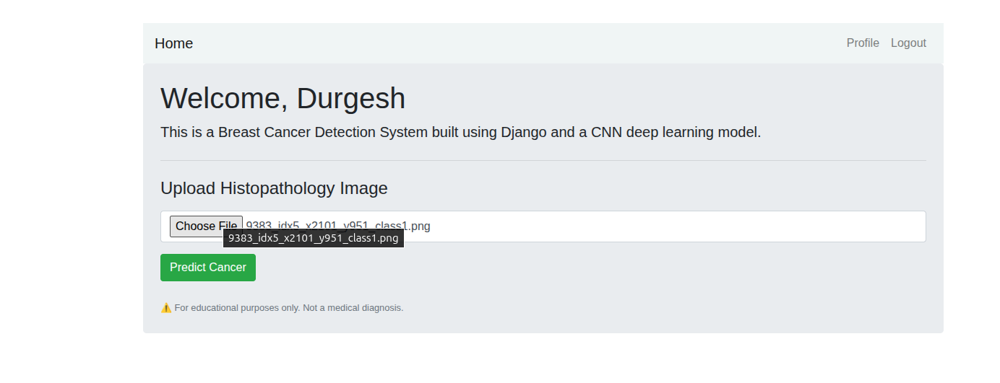 Home Profile Logout
Welcome, Durgesh
This is a Breast Cancer Detection System built using Django and a CNN deep learning model.
Upload Histopathology Image
Choose File 9383_idx5_x2101_y951_class1.png
9383_idx5_x2101_y951_class1.png
Predict Cancer
⚠️ For educational purposes only. Not a medical diagnosis.